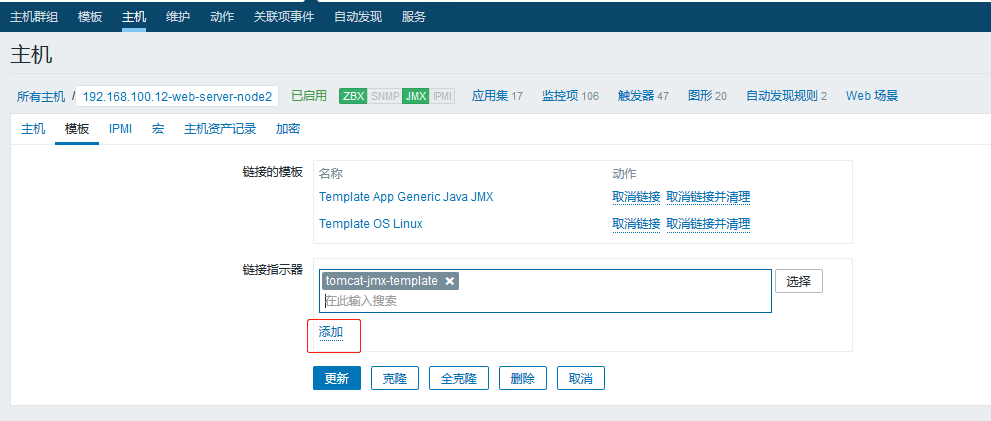 主机群组 模板 主机 维护 动作 关联项事件 自动发现 服务
主机
所有主机 / 192.168.100.12-web-server-node2 已启用 ZBX SNMP JMX IPMI 应用集 17 监控项 106 触发器 47 图形 20 自动发现规则 2 Web 场景
主机 模板 IPMI 宏 主机资产记录 加密
链接的模板 名称 动作
Template App Generic Java JMX 取消链接 取消链接并清理
Template OS Linux 取消链接 取消链接并清理
链接指示器 tomcat-jmx-template 选择
在此输入搜索
添加
更新 克隆 全克隆 删除 取消